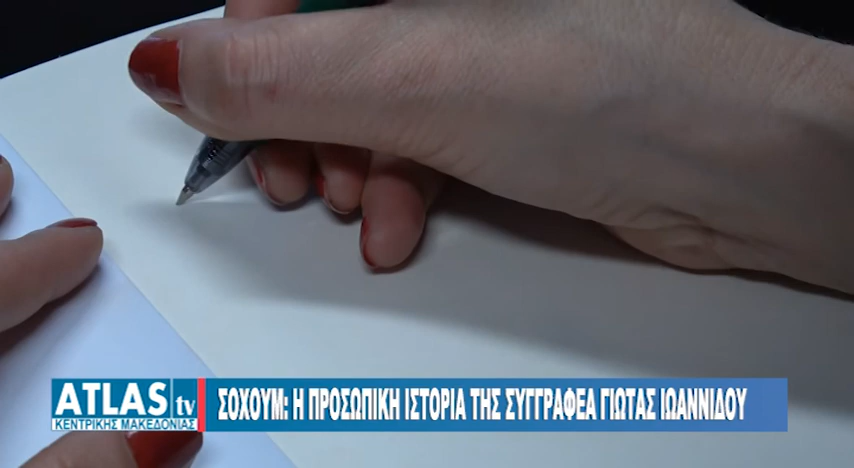 ATLAS tv
ΚΕΝΤΡΙΚΗΣ ΜΑΚΕΔΟΝΙΑΣ
ΣΟΧΟΥΜ: Η ΠΡΟΣΩΠΙΚΗ ΙΣΤΟΡΙΑ ΤΗΣ ΣΥΓΓΡΑΦΕΑ ΓΙΩΤΑΣ ΙΩΑΝΝΙΔΟΥ